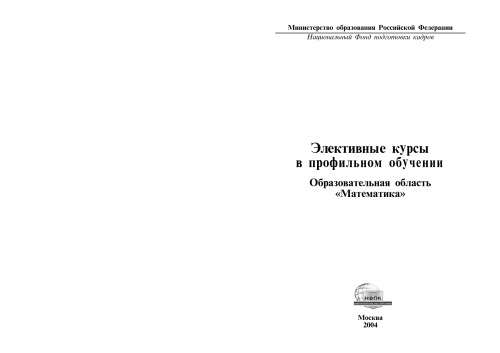 Министерство образования Российской Федерации
Национальный Фонд подготовки кадров
Элективные курсы
в профильном обучении
Образовательная область
«Математика»
НФПК
Москва
2004